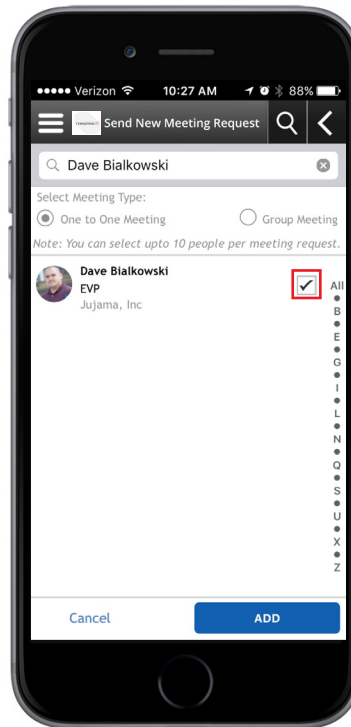 Verizon 10:27 AM 88%
Send New Meeting Request
Dave Bialkowski
Select Meeting Type:
One to One Meeting Group Meeting
Note: You can select upto 10 people per meeting request.
Dave Bialkowski
EVP
Jujama, Inc
All
B
E
G
I
L
N
Q
S
U
X
Z
Cancel ADD